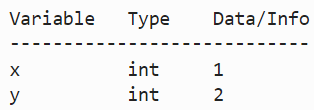 Variable   Type    Data/Info
----------------------------
x          int     1
y          int     2